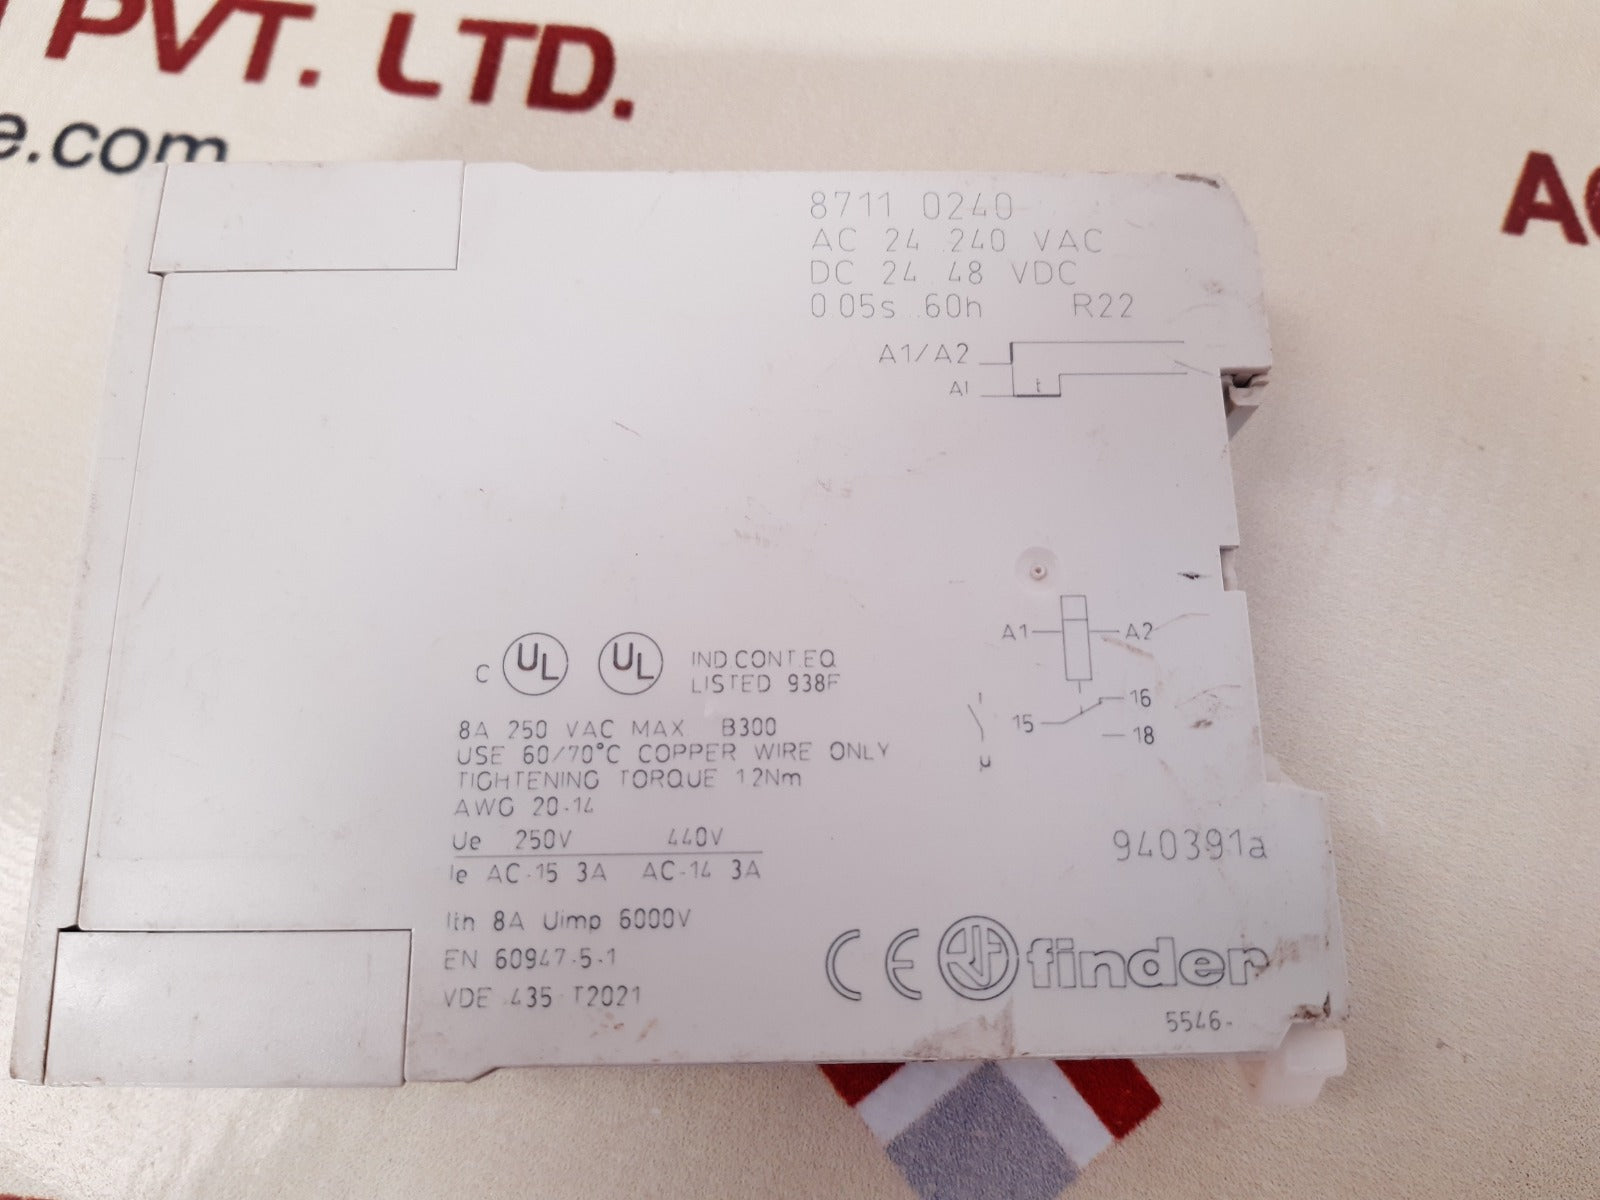 PVT. LTD.
e.com
8711 0240
AC 24..240 VAC
DC 24..48 VDC
0.05s..60h R22
A1/A2
AI t
A1 A2
16
15
18
µ
C UL UL IND.CONT.EQ
LISTED 938F
8A 250 VAC MAX. B300
USE 60/70°C COPPER WIRE ONLY
TIGHTENING TORQUE 1.2Nm
AWG 20-14
Ue 250V 440V
Ie AC-15 3A AC-14 3A
Ith 8A Uimp 6000V
EN 60947-5-1
VDE 435 T2021
940391a
CE finder
5546-